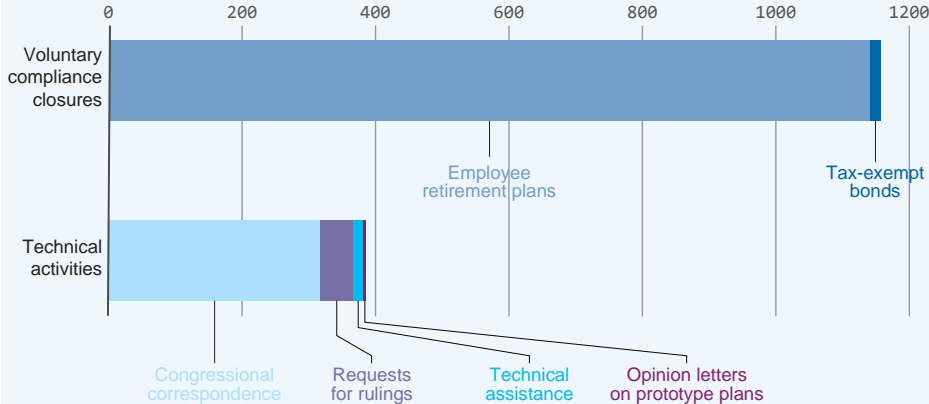 0 200 400 600 800 1000 1200
Voluntary
compliance
closures
Employee
retirement plans
Tax-exempt
bonds
Technical
activities
Congressional
correspondence
Requests
for rulings
Technical
assistance
Opinion letters
on prototype plans